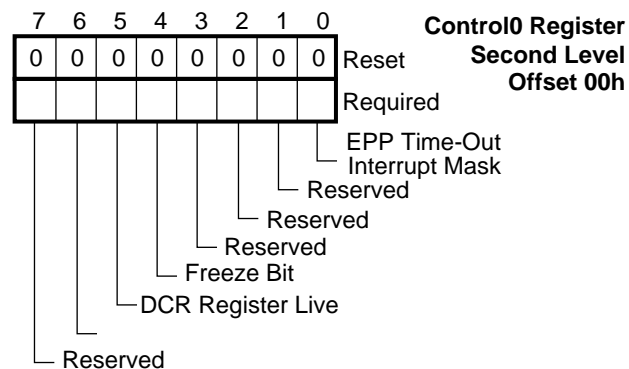 7 6 5 4 3 2 1 0
Control0 Register
Second Level
Offset 00h
0 0 0 0 0 0 0 0 Reset
Required
EPP Time-Out
Interrupt Mask
Reserved
Reserved
Reserved
Freeze Bit
DCR Register Live
Reserved